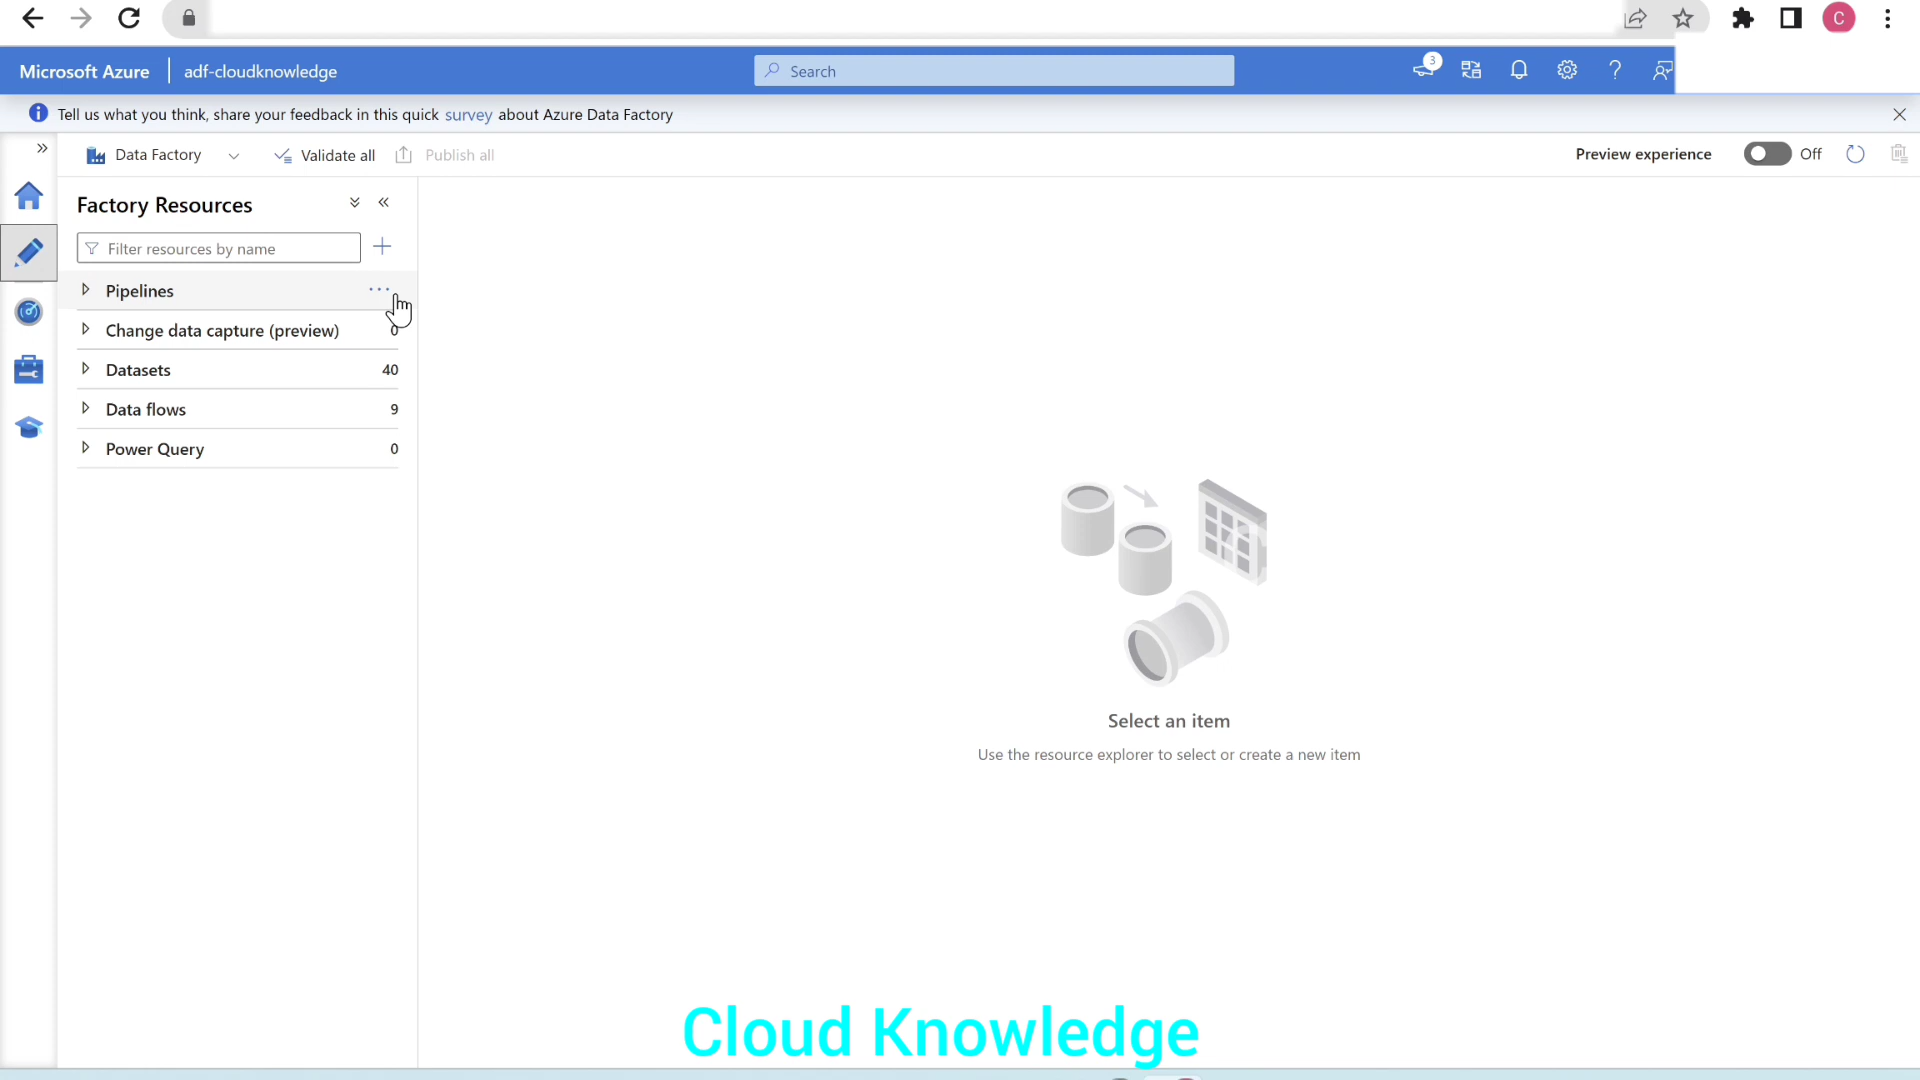 C
Microsoft Azure
adf-cloudknowledge
Search
3
Tell us what you think, share your feedback in this quick survey about Azure Data Factory
Data Factory
Validate all
Publish all
Preview experience
Off
Factory Resources
Filter resources by name
Pipelines
Change data capture (preview) 0
Datasets 40
Data flows 9
Power Query 0
Select an item
Use the resource explorer to select or create a new item
Cloud Knowledge